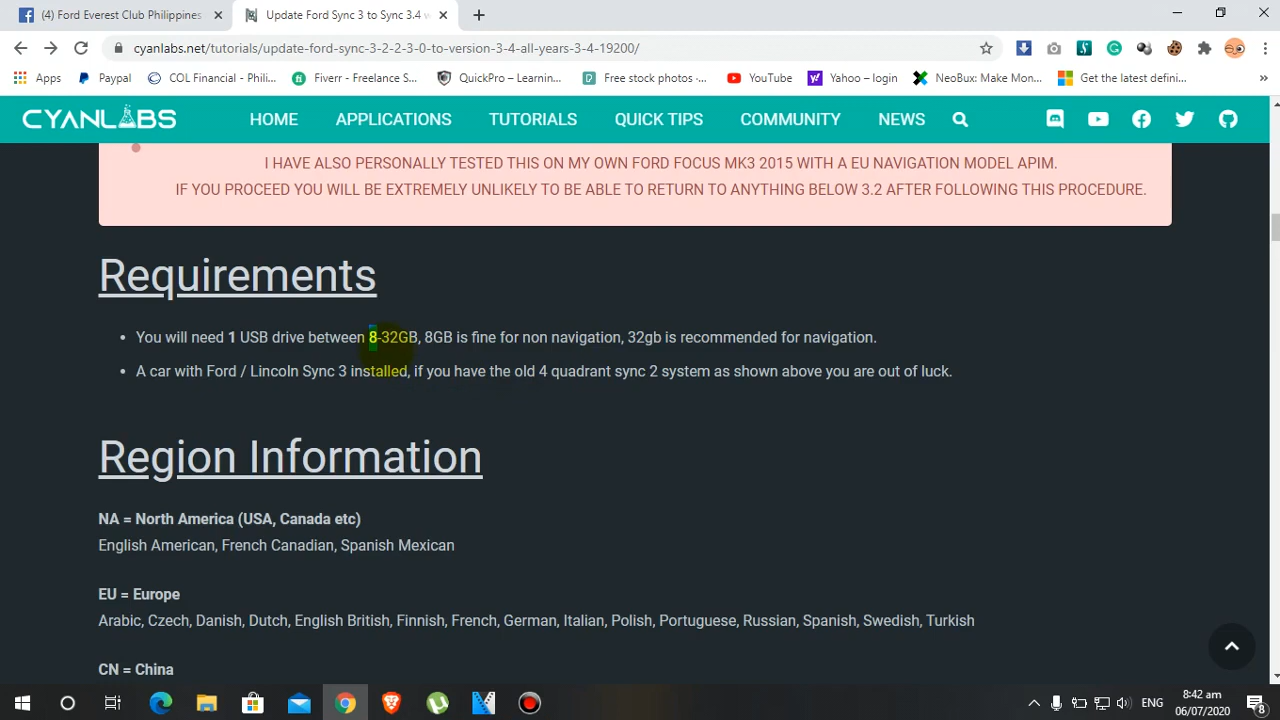 (4) Ford Everest Club Philippines
Update Ford Sync 3 to Sync 3.4 w
cyanlabs.net/tutorials/update-ford-sync-3-2-2-3-0-to-version-3-4-all-years-3-4-19200/
Apps
Paypal
COL Financial - Phili...
Fiverr - Freelance S...
QuickPro – Learnin...
Free stock photos ·...
YouTube
Yahoo – login
NeoBux: Make Mon...
Get the latest defini...
CYANLABS
HOME
APPLICATIONS
TUTORIALS
QUICK TIPS
COMMUNITY
NEWS
I HAVE ALSO PERSONALLY TESTED THIS ON MY OWN FORD FOCUS MK3 2015 WITH A EU NAVIGATION MODEL APIM.
IF YOU PROCEED YOU WILL BE EXTREMELY UNLIKELY TO BE ABLE TO RETURN TO ANYTHING BELOW 3.2 AFTER FOLLOWING THIS PROCEDURE.
Requirements
• You will need 1 USB drive between 8-32GB, 8GB is fine for non navigation, 32gb is recommended for navigation.
• A car with Ford / Lincoln Sync 3 installed, if you have the old 4 quadrant sync 2 system as shown above you are out of luck.
Region Information
NA = North America (USA, Canada etc)
English American, French Canadian, Spanish Mexican
EU = Europe
Arabic, Czech, Danish, Dutch, English British, Finnish, French, German, Italian, Polish, Portuguese, Russian, Spanish, Swedish, Turkish
CN = China
ENG
8:42 am
06/07/2020
8